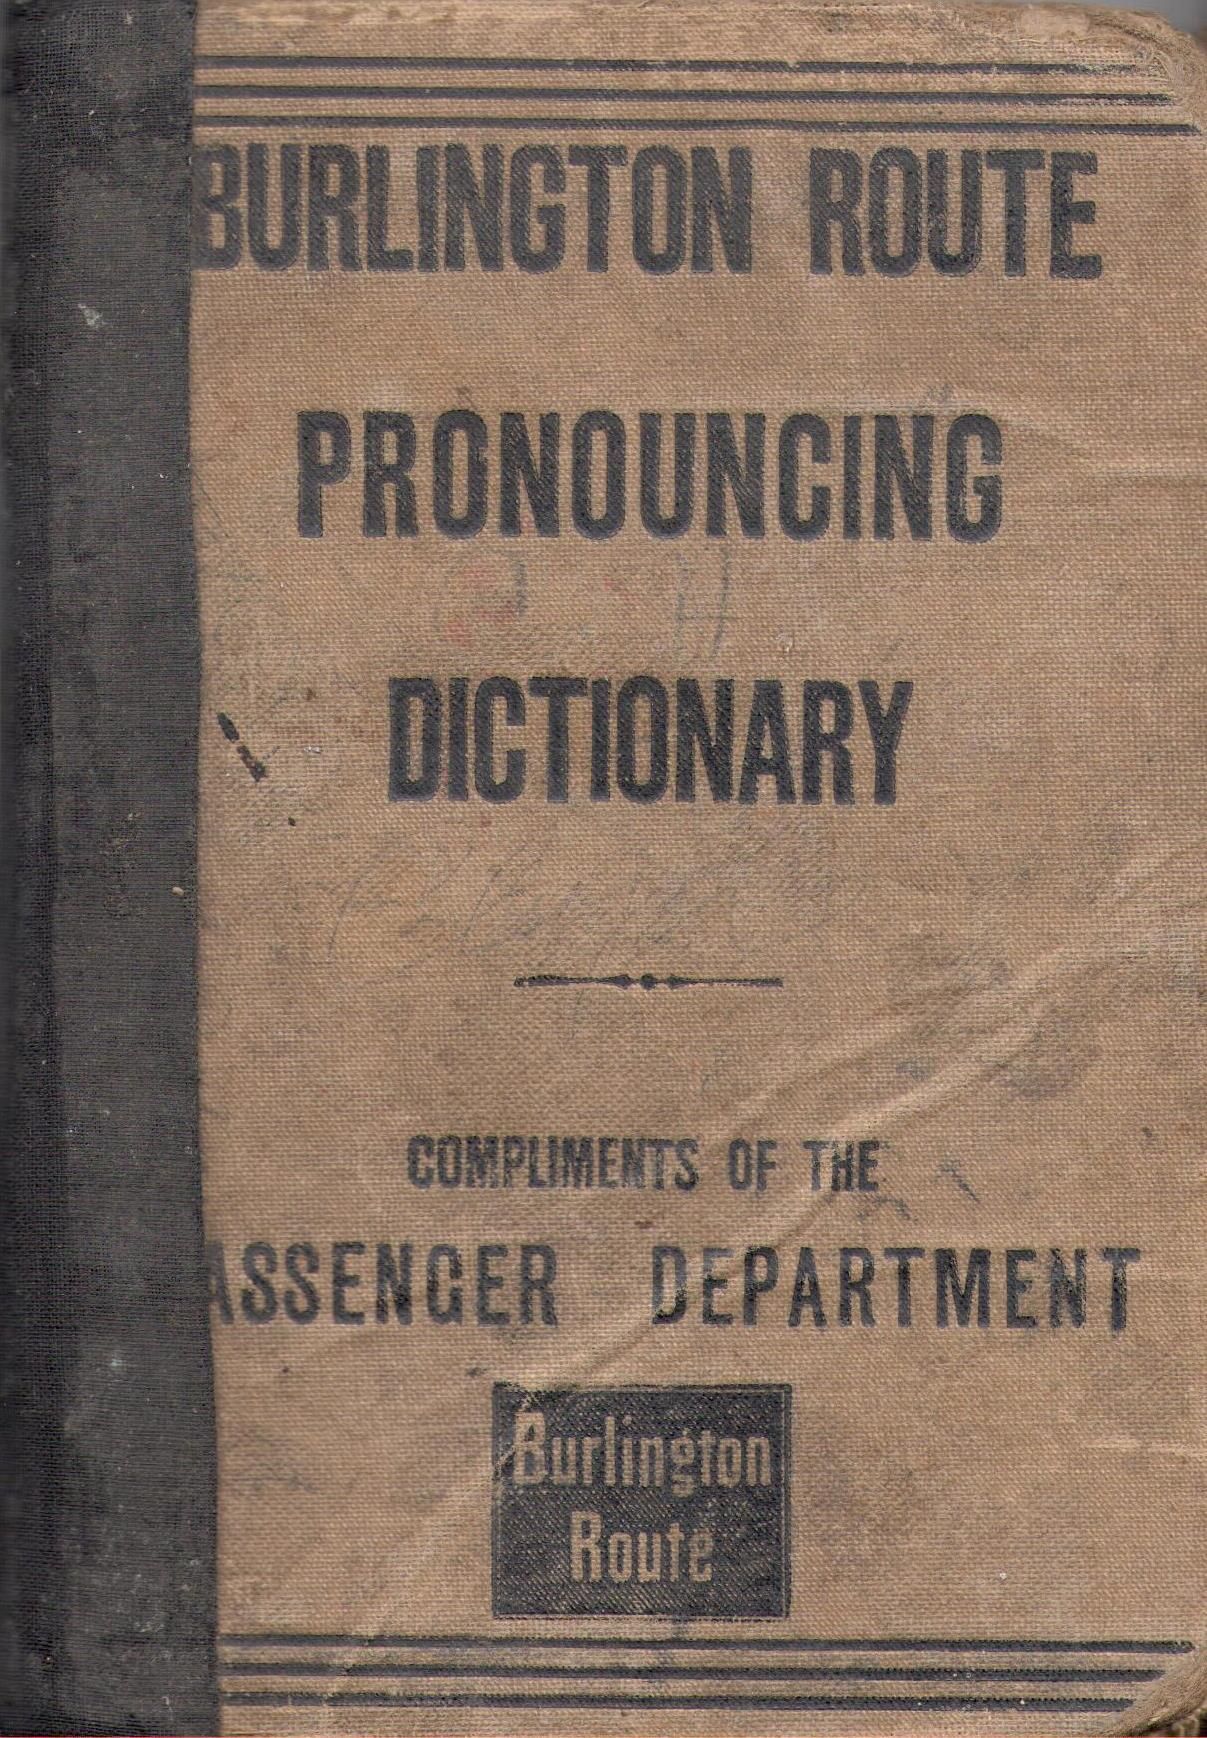 BURLINGTON ROUTE
PRONOUNCING
DICTIONARY
COMPLIMENTS OF THE
ASSENGER DEPARTMENT
Burlington
Route